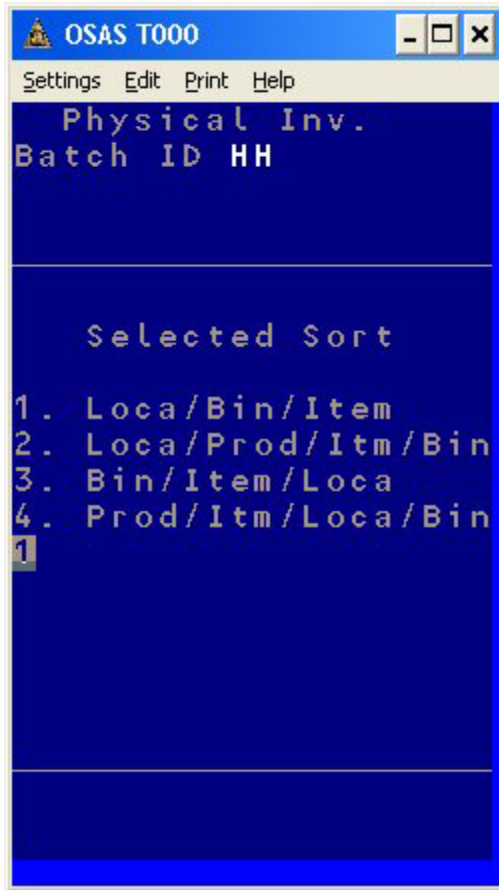 OSAS T000
Settings Edit Print Help
Physical Inv.
Batch ID HH
Selected Sort
1. Loca/Bin/Item
2. Loca/Prod/Itm/Bin
3. Bin/Item/Loca
4. Prod/Itm/Loca/Bin
1